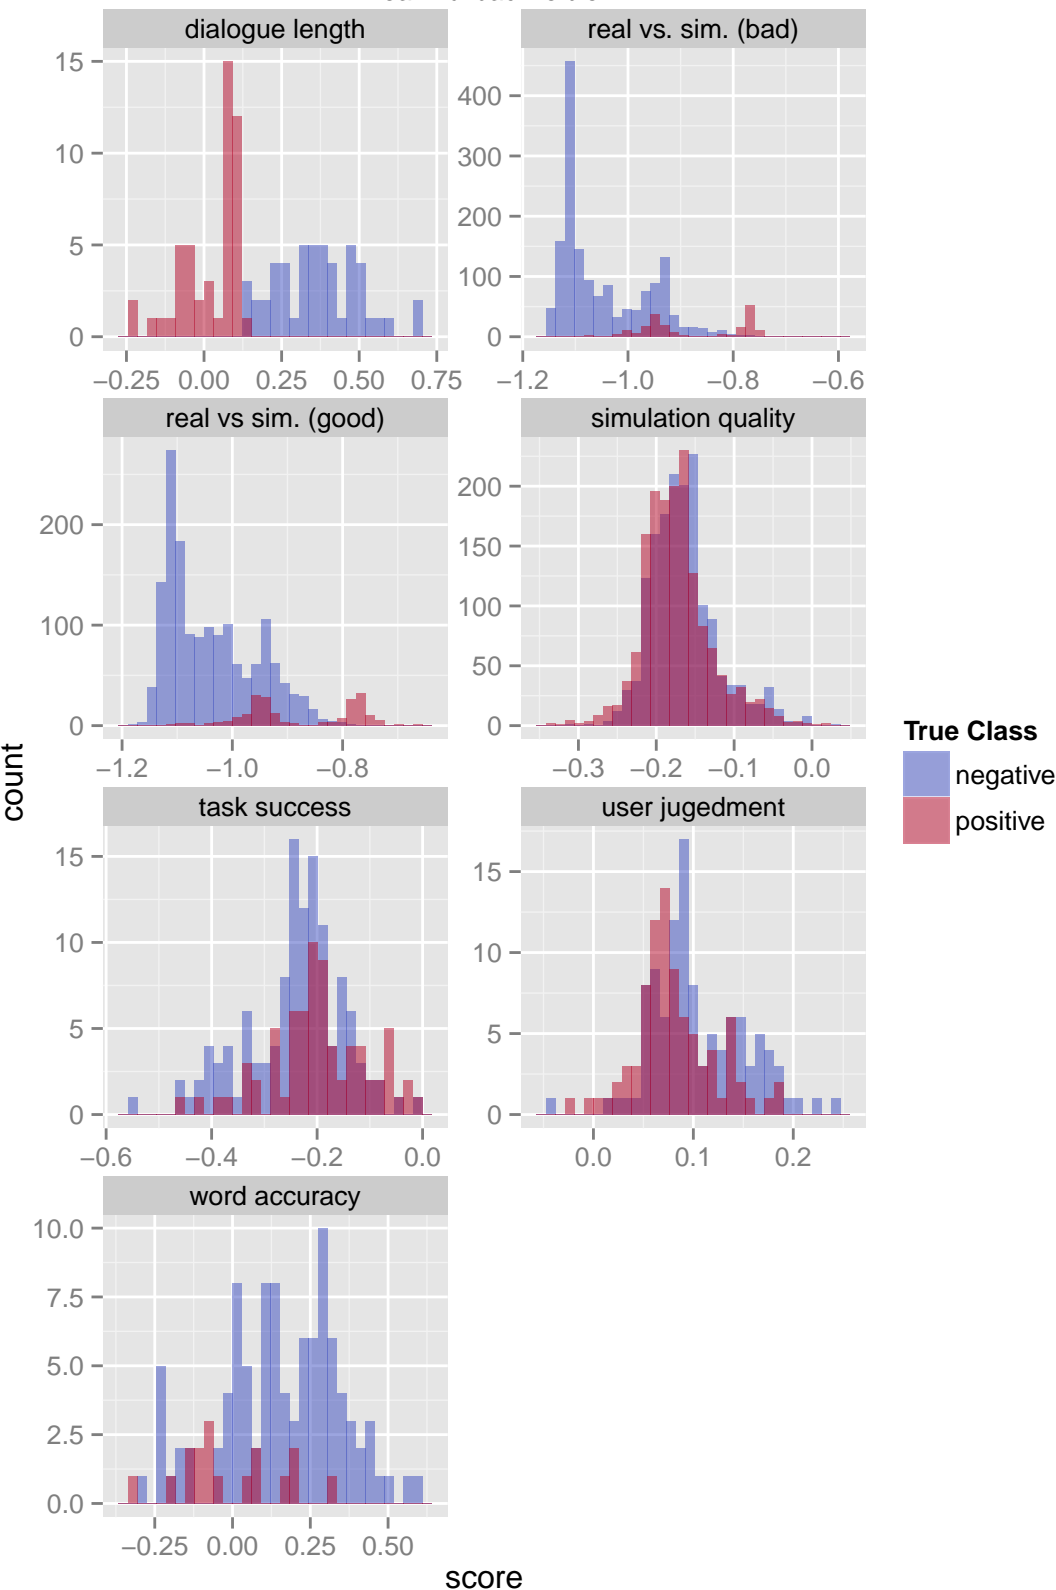 dialogue length
real vs. sim. (bad)
15
10
5
0
−0.25 0.00 0.25 0.50 0.75
400
300
200
100
0
−1.2 −1.0 −0.8 −0.6
real vs sim. (good)
simulation quality
200
100
0
−1.2 −1.0 −0.8
200
150
100
50
0
−0.3 −0.2 −0.1 0.0
task success
user jugedment
15
10
5
0
−0.6 −0.4 −0.2 0.0
15
10
5
0
0.0 0.1 0.2
word accuracy
10.0
7.5
5.0
2.5
0.0
−0.25 0.00 0.25 0.50
count
score
True Class
negative
positive